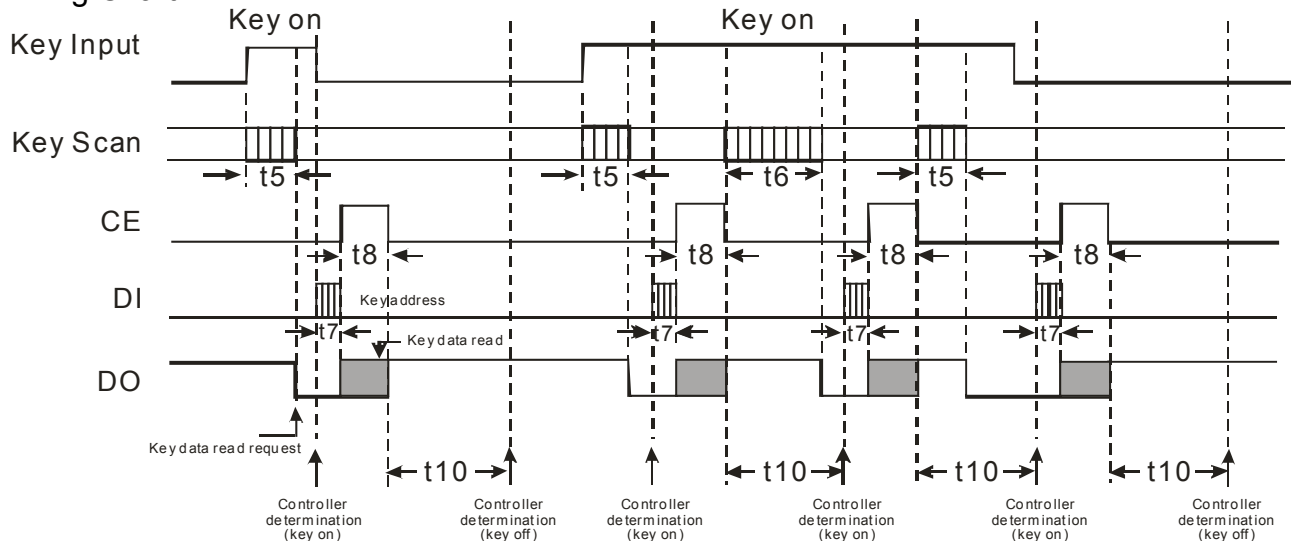 Key on
Key on
Key Input
Key Scan
t5
t5
t6
t5
CE
t8
t8
t8
t8
DI
Key address
t7
t7
t7
t7
Key data read
DO
Key data read request
t10
t10
t10
t10
Controller
determination
(key on)
Controller
determination
(key off)
Controller
determination
(key on)
Controller
determination
(key on)
Controller
determination
(key on)
Controller
determination
(key off)